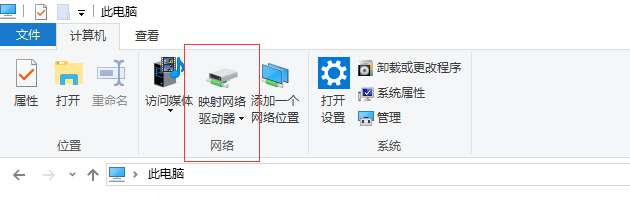 此电脑
文件 计算机 查看
属性 打开 重命名 访问媒体 映射网络驱动器 添加一个网络位置 打开设置 卸载或更改程序
系统属性
管理
位置 网络 系统
此电脑